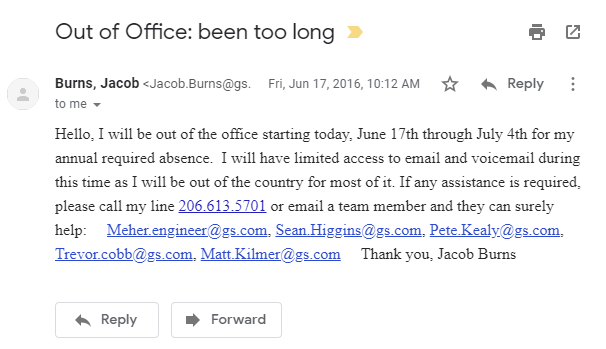 Out of Office: been too long
Burns, Jacob <Jacob.Burns@gs. Fri, Jun 17, 2016, 10:12 AM Reply
to me
Hello, I will be out of the office starting today, June 17th through July 4th for my
annual required absence.  I will have limited access to email and voicemail during
this time as I will be out of the country for most of it. If any assistance is required,
please call my line 206.613.5701 or email a team member and they can surely
help:    Meher.engineer@gs.com, Sean.Higgins@gs.com, Pete.Kealy@gs.com,
Trevor.cobb@gs.com, Matt.Kilmer@gs.com    Thank you, Jacob Burns
Reply Forward